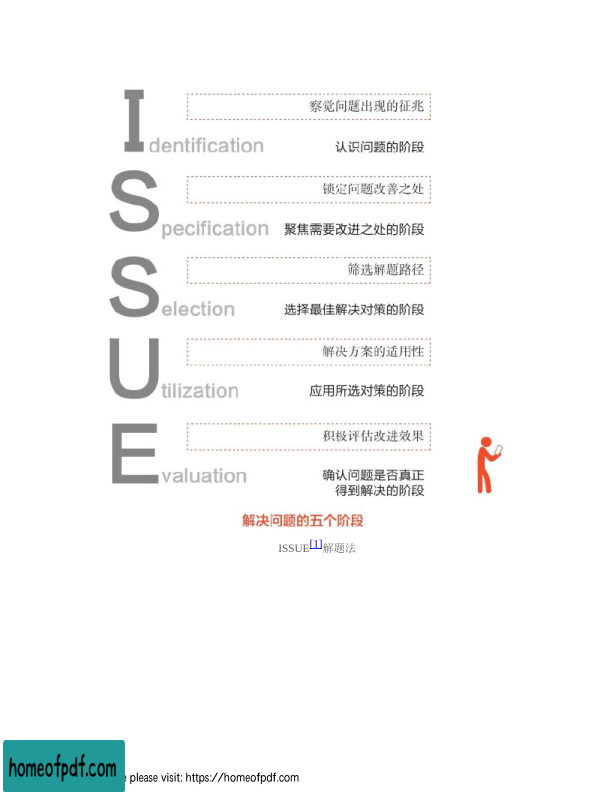 察觉问题出现的征兆
Identification 认识问题的阶段
锁定问题改善之处
Specification 聚焦需要改进之处的阶段
筛选解题路径
Selection 选择最佳解决对策的阶段
解决方案的适用性
Utilization 应用所选对策的阶段
积极评估改进效果
Evaluation 确认问题是否真正
得到解决的阶段
解决问题的五个阶段
ISSUE[1]解题法
homeofpdf.com
e please visit: https://homeofpdf.com